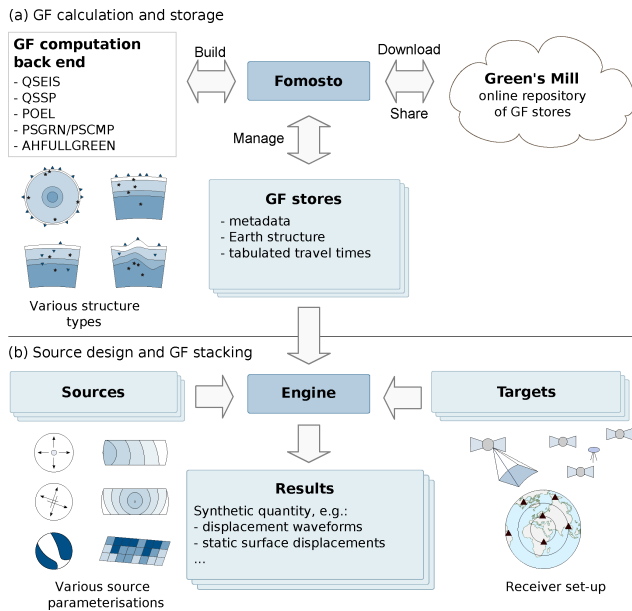 (a) GF calculation and storage
GF computation
back end
- QSEIS
- QSSP
- POEL
- PSGRN/PSCMP
- AHFULLGREEN
Build
Fomosto
Download
Share
Green's Mill
online repository
of GF stores
Manage
GF stores
- metadata
- Earth structure
- tabulated travel times
Various structure
types
(b) Source design and GF stacking
Sources
Engine
Targets
Results
Synthetic quantity, e.g.:
- displacement waveforms
- static surface displacements
...
Various source
parameterisations
Receiver set-up